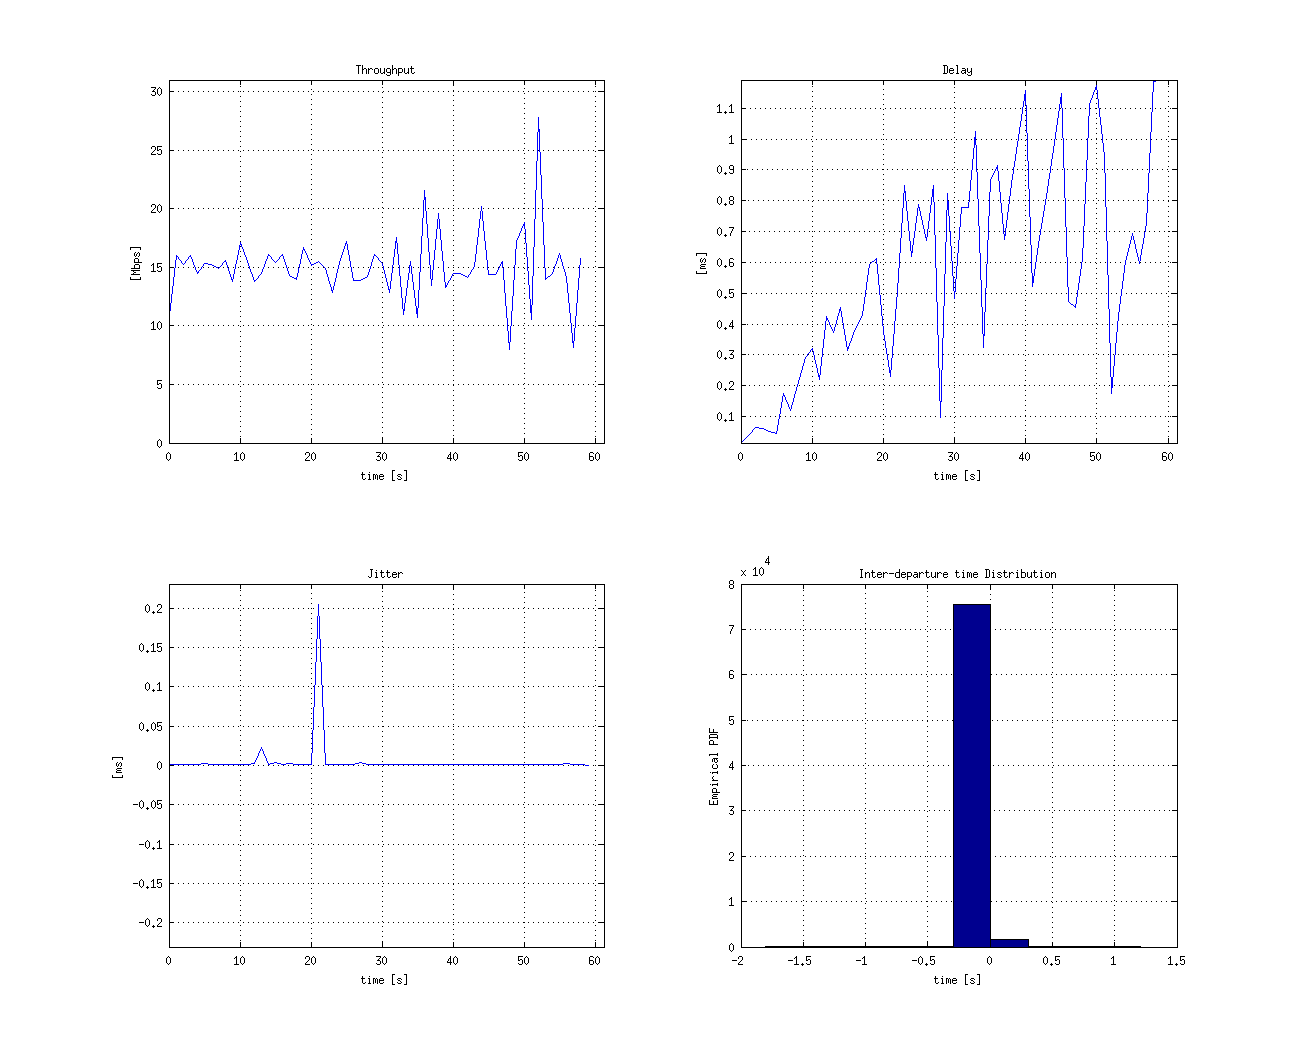 Throughput
30
25
20
15
10
5
0
[Mbps]
0 10 20 30 40 50 60
time [s]
Delay
1.1
1
0.9
0.8
0.7
0.6
0.5
0.4
0.3
0.2
0.1
[ms]
0 10 20 30 40 50 60
time [s]
Jitter
0.2
0.15
0.1
0.05
0
-0.05
-0.1
-0.15
-0.2
[ms]
0 10 20 30 40 50 60
time [s]
x 10^4
Inter-departure time Distribution
8
7
6
5
4
3
2
1
0
Empirical PDF
-2 -1.5 -1 -0.5 0 0.5 1 1.5
time [s]